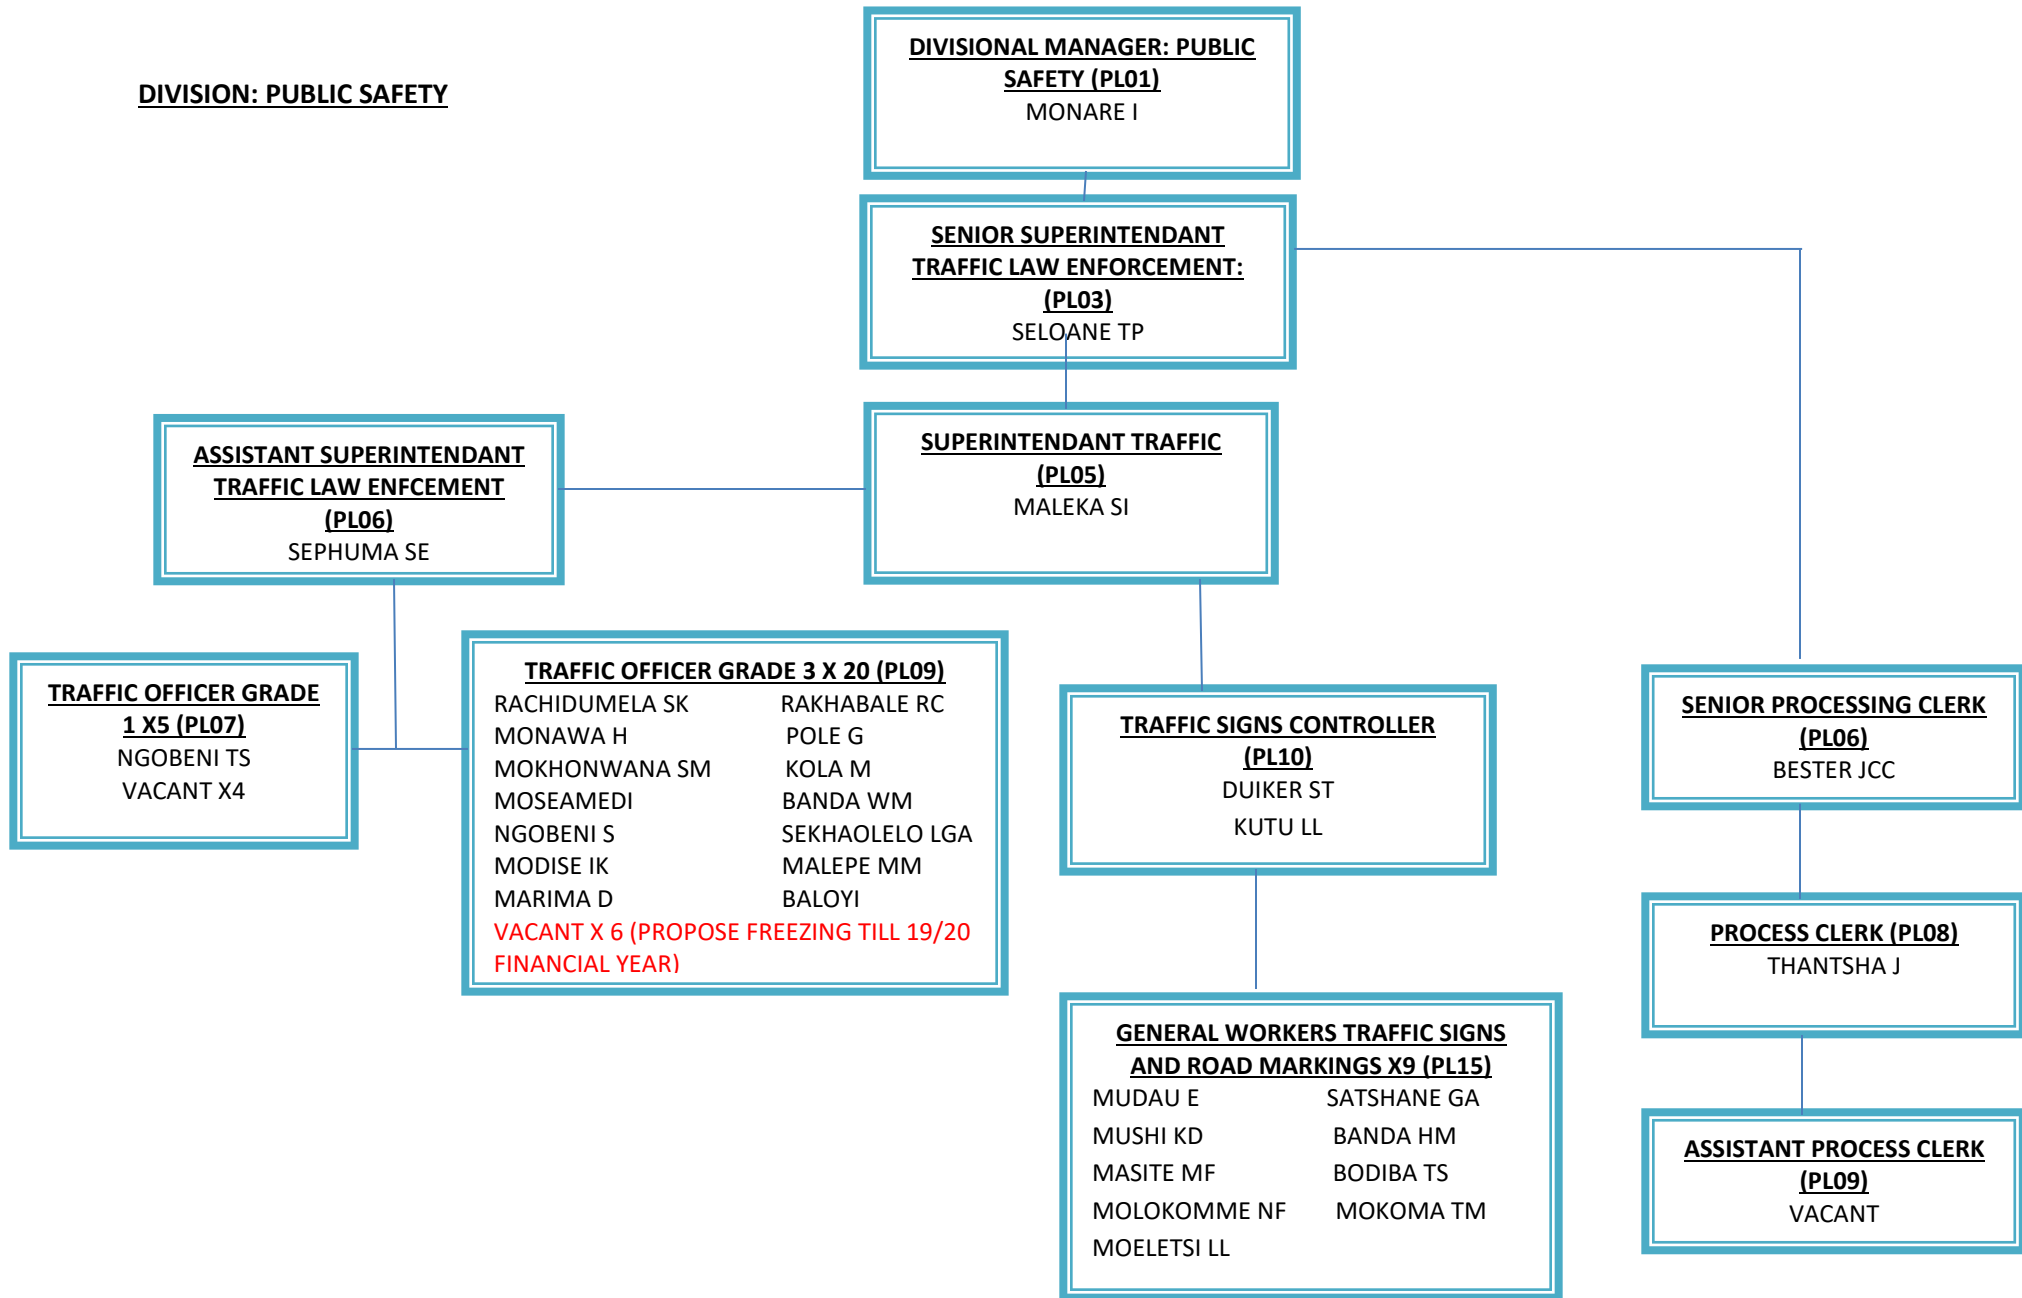 DIVISION: PUBLIC SAFETY
DIVISIONAL MANAGER: PUBLIC
SAFETY (PL01)
MONARE I
SENIOR SUPERINTENDANT
TRAFFIC LAW ENFORCEMENT:
(PL03)
SELOANE TP
ASSISTANT SUPERINTENDANT
TRAFFIC LAW ENFCEMENT
(PL06)
SEPHUMA SE
SUPERINTENDANT TRAFFIC
(PL05)
MALEKA SI
TRAFFIC OFFICER GRADE
1 X5 (PL07)
NGOBENI TS
VACANT X4
TRAFFIC OFFICER GRADE 3 X 20 (PL09)
RACHIDUMELA SK RAKHABALE RC
MONAWA H POLE G
MOKHONWANA SM KOLA M
MOSEAMEDI BANDA WM
NGOBENI S SEKHAOLELO LGA
MODISE IK MALEPE MM
MARIMA D BALOYI
VACANT X 6 (PROPOSE FREEZING TILL 19/20
FINANCIAL YEAR)
TRAFFIC SIGNS CONTROLLER
(PL10)
DUIKER ST
KUTU LL
SENIOR PROCESSING CLERK
(PL06)
BESTER JCC
PROCESS CLERK (PL08)
THANTSHA J
GENERAL WORKERS TRAFFIC SIGNS
AND ROAD MARKINGS X9 (PL15)
MUDAU E SATSHANE GA
MUSHI KD BANDA HM
MASITE MF BODIBA TS
MOLOKOMME NF MOKOMA TM
MOELETSI LL
ASSISTANT PROCESS CLERK
(PL09)
VACANT